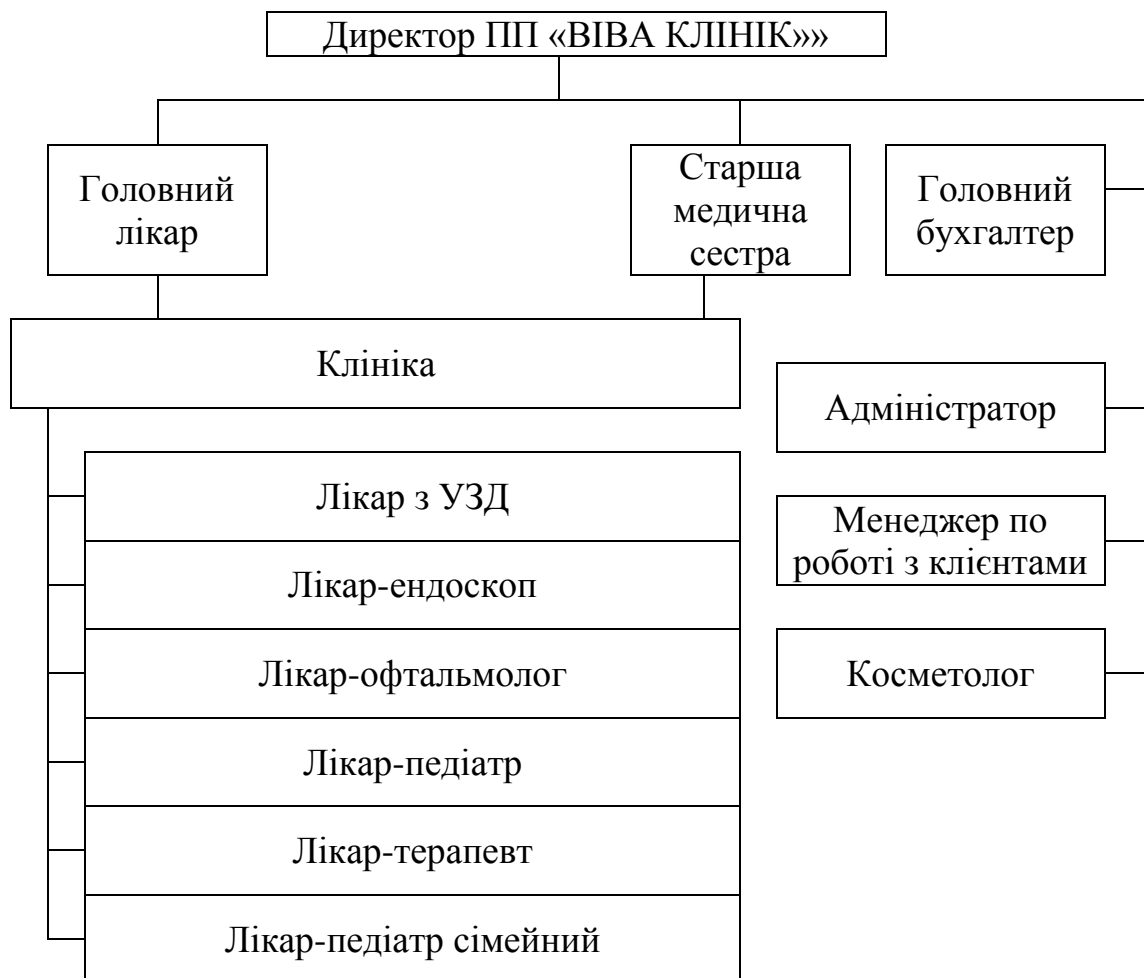 Директор ПП «ВІВА КЛІНІК»»
Головний
лікар
Старша
медична
сестра
Головний
бухгалтер
Клініка
Адміністратор
Лікар з УЗД
Менеджер по
роботі з клієнтами
Лікар-ендоскоп
Лікар-офтальмолог
Косметолог
Лікар-педіатр
Лікар-терапевт
Лікар-педіатр сімейний